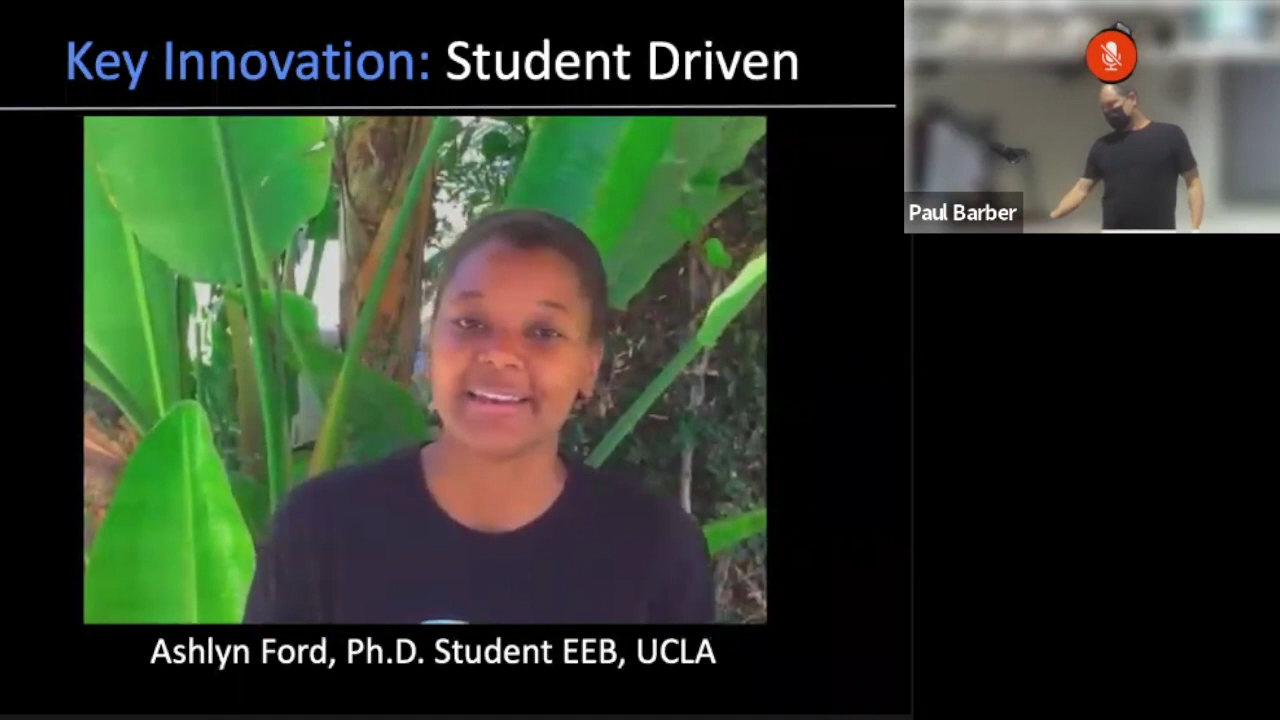 Key Innovation: Student Driven
Paul Barber
Ashlyn Ford, Ph.D. Student EEB, UCLA